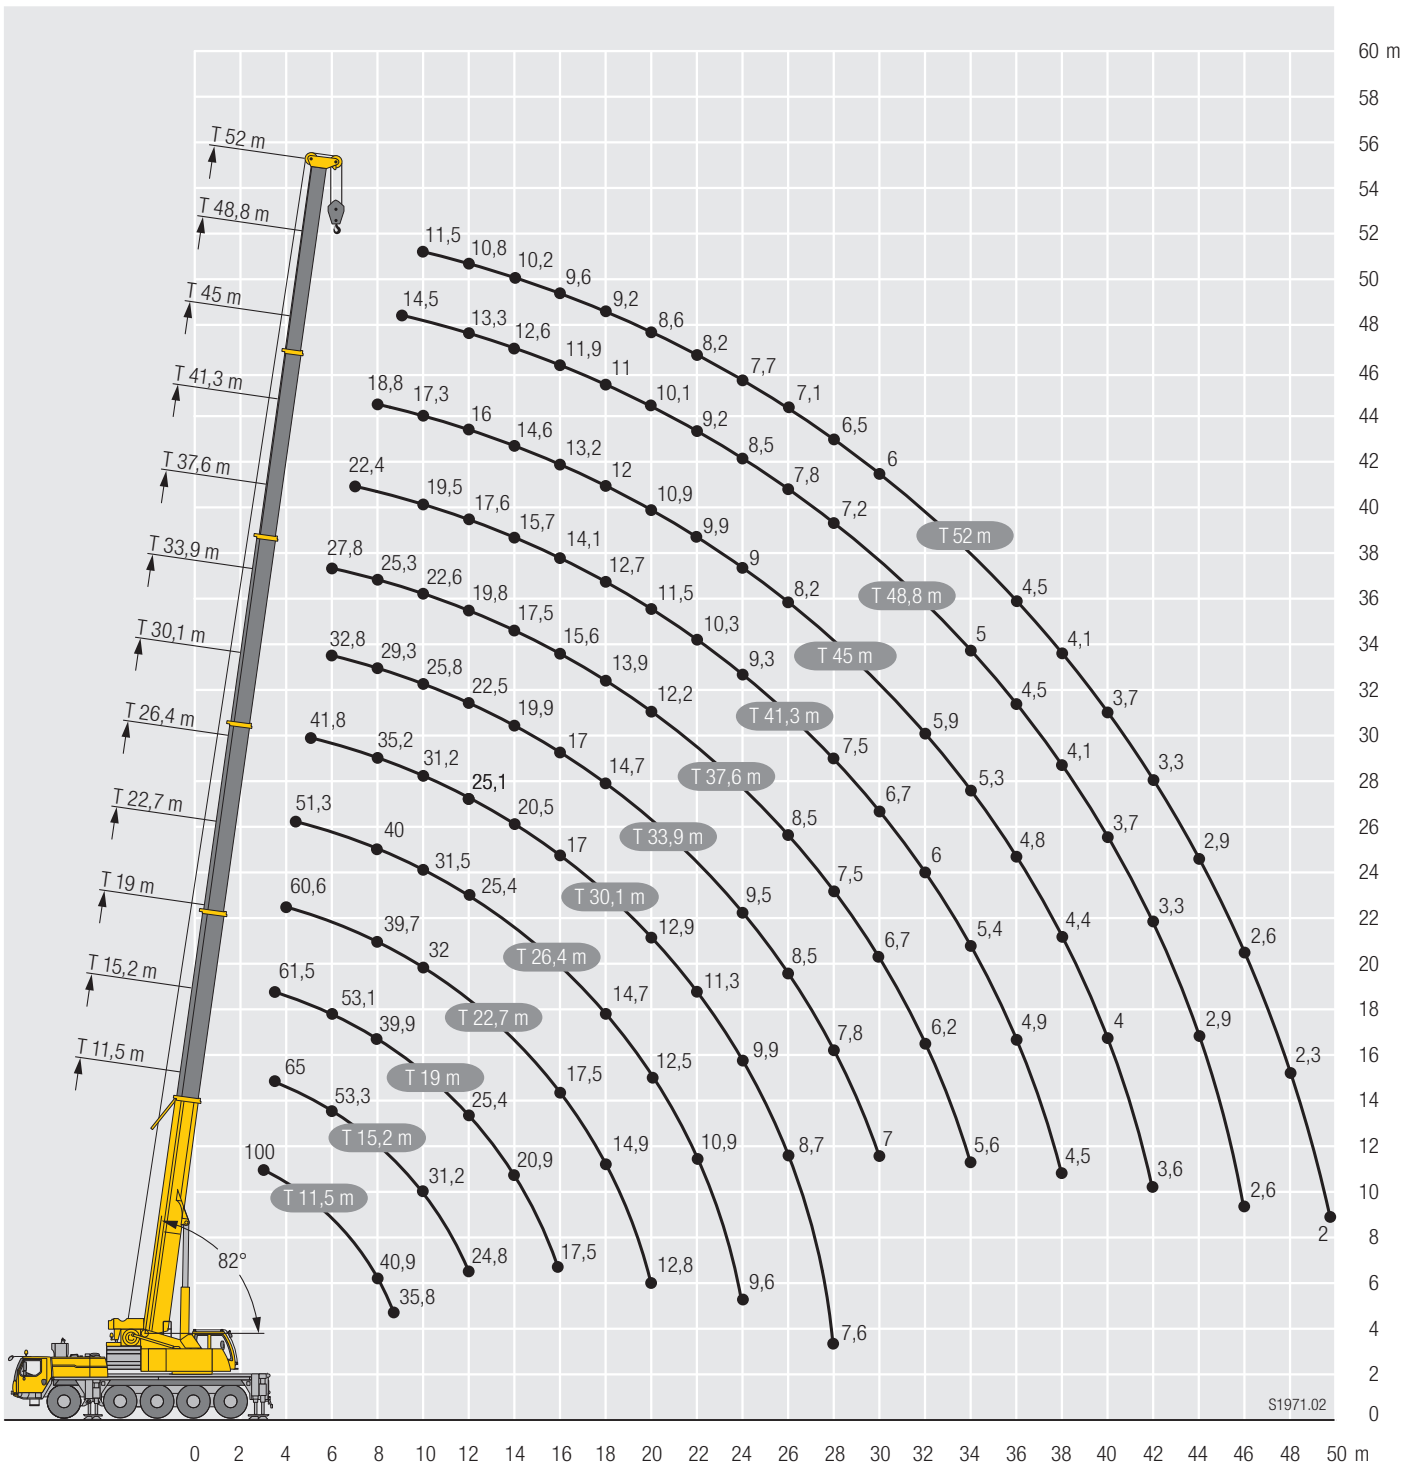 60 m
58
56
54
52
50
48
46
44
42
40
38
36
34
32
30
28
26
24
22
20
18
16
14
12
10
8
6
4
2
0
T 52 m
T 48,8 m
T 45 m
T 41,3 m
T 37,6 m
T 33,9 m
T 30,1 m
T 26,4 m
T 22,7 m
T 19 m
T 15,2 m
T 11,5 m
82°
11,5 10,8 10,2 9,6 9,2 8,6 8,2 7,7 7,1 6,5 6 T 52 m 4,5 4,1 3,7 3,3 2,9 2,6 2,3 2
14,5 13,3 12,6 11,9 11 10,1 9,2 8,5 7,8 7,2 T 48,8 m 5 4,5 4,1 3,7 3,3 2,9 2,6
18,8 17,3 16 14,6 13,2 12 10,9 9,9 9 8,2 T 45 m 5,9 5,3 4,8 4,4 4 3,6
22,4 19,5 17,6 15,7 14,1 12,7 11,5 10,3 9,3 T 41,3 m 7,5 6,7 6 5,4 4,9 4,5
27,8 25,3 22,6 19,8 17,5 15,6 13,9 12,2 T 37,6 m 8,5 7,5 6,7 6,2 5,6
32,8 29,3 25,8 22,5 19,9 17 14,7 T 33,9 m 9,5 8,5 7,8 7
41,8 35,2 31,2 25,1 20,5 17 T 30,1 m 12,9 11,3 9,9 8,7 7,6
51,3 40 31,5 25,4 T 26,4 m 14,7 12,5 10,9 9,6
60,6 39,7 32 T 22,7 m 17,5 14,9 12,8
61,5 53,1 39,9 T 19 m 25,4 20,9 17,5
65 53,3 T 15,2 m 31,2 24,8
100 T 11,5 m 40,9 35,8
S1971.02
0 2 4 6 8 10 12 14 16 18 20 22 24 26 28 30 32 34 36 38 40 42 44 46 48 50 m